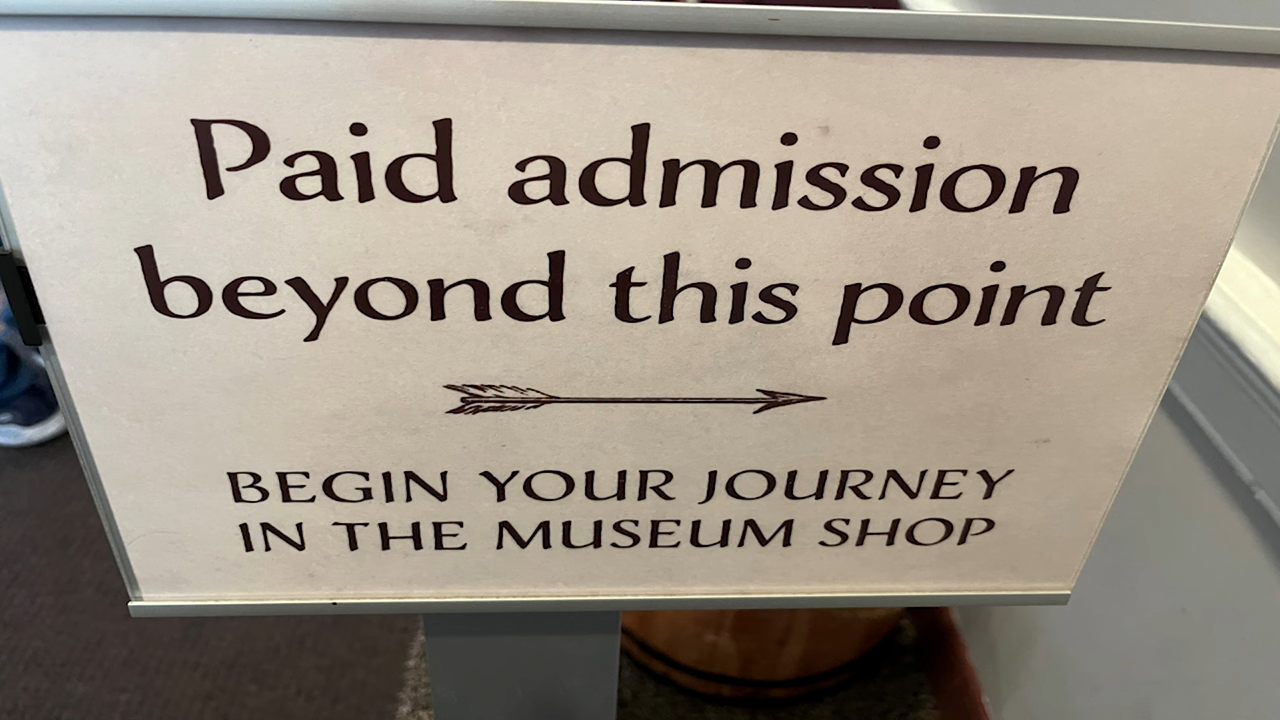 Paid admission
beyond this point
BEGIN YOUR JOURNEY
IN THE MUSEUM SHOP